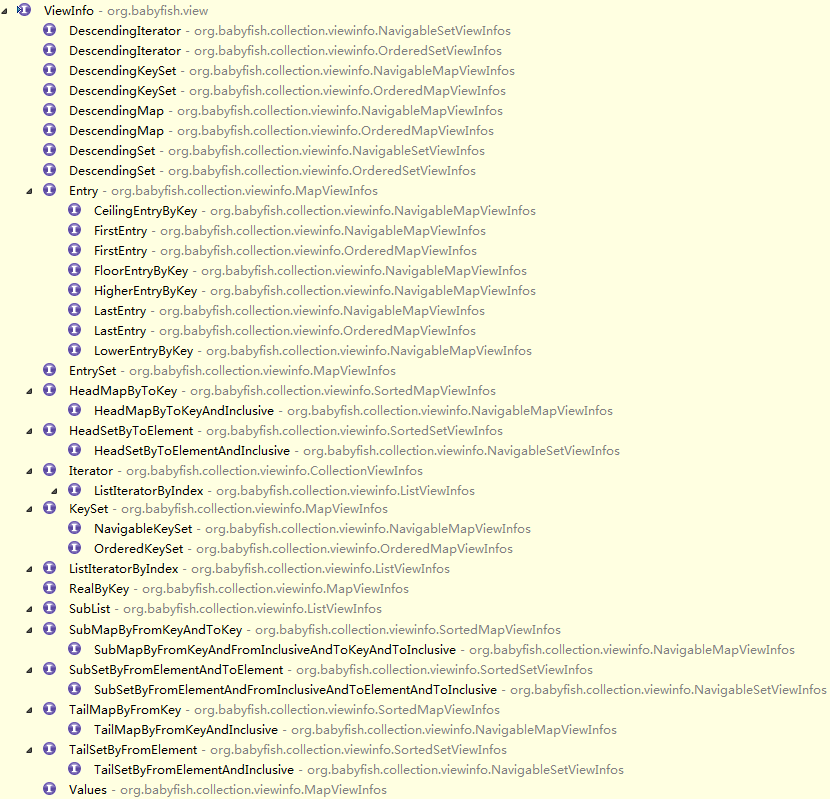 ViewInfo - org.babyfish.view
DescendingIterator - org.babyfish.collection.viewinfo.NavigableSetViewInfos
DescendingIterator - org.babyfish.collection.viewinfo.OrderedSetViewInfos
DescendingKeySet - org.babyfish.collection.viewinfo.NavigableMapViewInfos
DescendingKeySet - org.babyfish.collection.viewinfo.OrderedMapViewInfos
DescendingMap - org.babyfish.collection.viewinfo.NavigableMapViewInfos
DescendingMap - org.babyfish.collection.viewinfo.OrderedMapViewInfos
DescendingSet - org.babyfish.collection.viewinfo.NavigableSetViewInfos
DescendingSet - org.babyfish.collection.viewinfo.OrderedSetViewInfos
Entry - org.babyfish.collection.viewinfo.MapViewInfos
CeilingEntryByKey - org.babyfish.collection.viewinfo.NavigableMapViewInfos
FirstEntry - org.babyfish.collection.viewinfo.NavigableMapViewInfos
FirstEntry - org.babyfish.collection.viewinfo.OrderedMapViewInfos
FloorEntryByKey - org.babyfish.collection.viewinfo.NavigableMapViewInfos
HigherEntryByKey - org.babyfish.collection.viewinfo.NavigableMapViewInfos
LastEntry - org.babyfish.collection.viewinfo.NavigableMapViewInfos
LastEntry - org.babyfish.collection.viewinfo.OrderedMapViewInfos
LowerEntryByKey - org.babyfish.collection.viewinfo.NavigableMapViewInfos
EntrySet - org.babyfish.collection.viewinfo.MapViewInfos
HeadMapByToKey - org.babyfish.collection.viewinfo.SortedMapViewInfos
HeadMapByToKeyAndInclusive - org.babyfish.collection.viewinfo.NavigableMapViewInfos
HeadSetByToElement - org.babyfish.collection.viewinfo.SortedSetViewInfos
HeadSetByToElementAndInclusive - org.babyfish.collection.viewinfo.NavigableSetViewInfos
Iterator - org.babyfish.collection.viewinfo.CollectionViewInfos
ListIteratorByIndex - org.babyfish.collection.viewinfo.ListViewInfos
KeySet - org.babyfish.collection.viewinfo.MapViewInfos
NavigableKeySet - org.babyfish.collection.viewinfo.NavigableMapViewInfos
OrderedKeySet - org.babyfish.collection.viewinfo.OrderedMapViewInfos
ListIteratorByIndex - org.babyfish.collection.viewinfo.ListViewInfos
RealByKey - org.babyfish.collection.viewinfo.MapViewInfos
SubList - org.babyfish.collection.viewinfo.ListViewInfos
SubMapByFromKeyAndToKey - org.babyfish.collection.viewinfo.SortedMapViewInfos
SubMapByFromKeyAndFromInclusiveAndToKeyAndToInclusive - org.babyfish.collection.viewinfo.NavigableMapViewInfos
SubSetByFromElementAndToElement - org.babyfish.collection.viewinfo.SortedSetViewInfos
SubSetByFromElementAndFromInclusiveAndToElementAndToInclusive - org.babyfish.collection.viewinfo.NavigableSetViewInfos
TailMapByFromKey - org.babyfish.collection.viewinfo.SortedMapViewInfos
TailMapByFromKeyAndInclusive - org.babyfish.collection.viewinfo.NavigableMapViewInfos
TailSetByFromElement - org.babyfish.collection.viewinfo.SortedSetViewInfos
TailSetByFromElementAndInclusive - org.babyfish.collection.viewinfo.NavigableSetViewInfos
Values - org.babyfish.collection.viewinfo.MapViewInfos